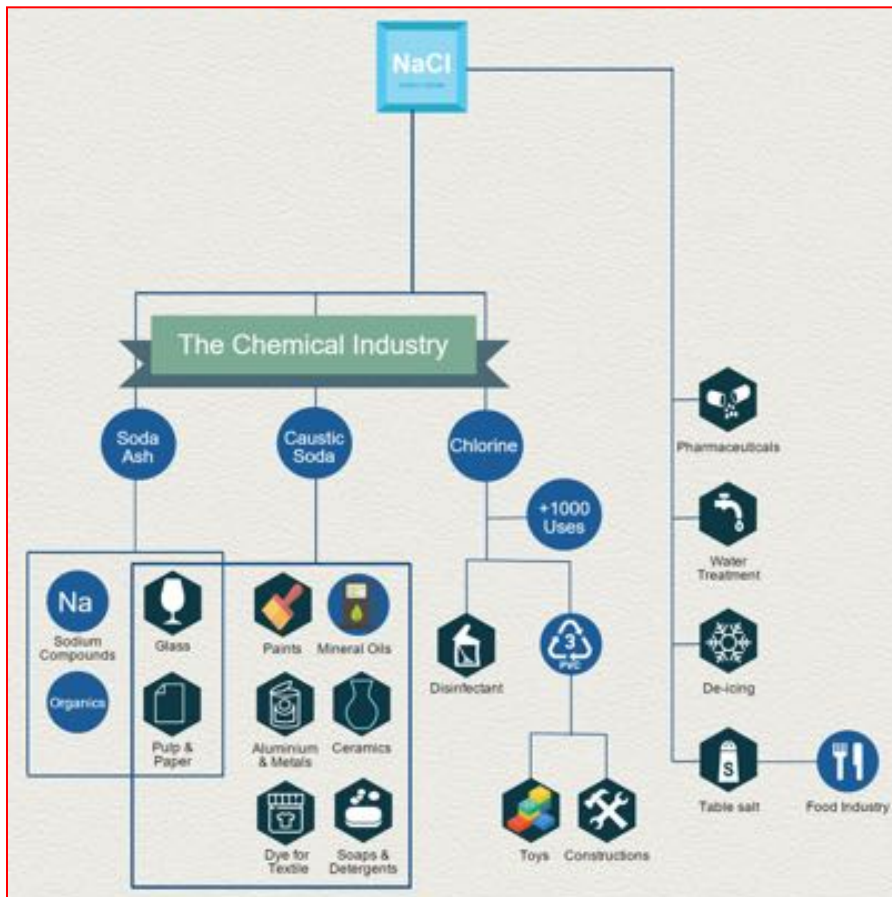 NaCl
The Chemical Industry
Soda
Ash
Caustic
Soda
Chlorine
+1000
Uses
Pharmaceuticals
Water
Treatment
De-icing
S
Table salt
Food Industry
Na
Sodium
Compounds
Glass
Paints
Mineral Oils
Organics
Pulp &
Paper
Aluminium
& Metals
Ceramics
Dye for
Textile
Soaps &
Detergents
Disinfectant
3
PVC
Toys
Constructions